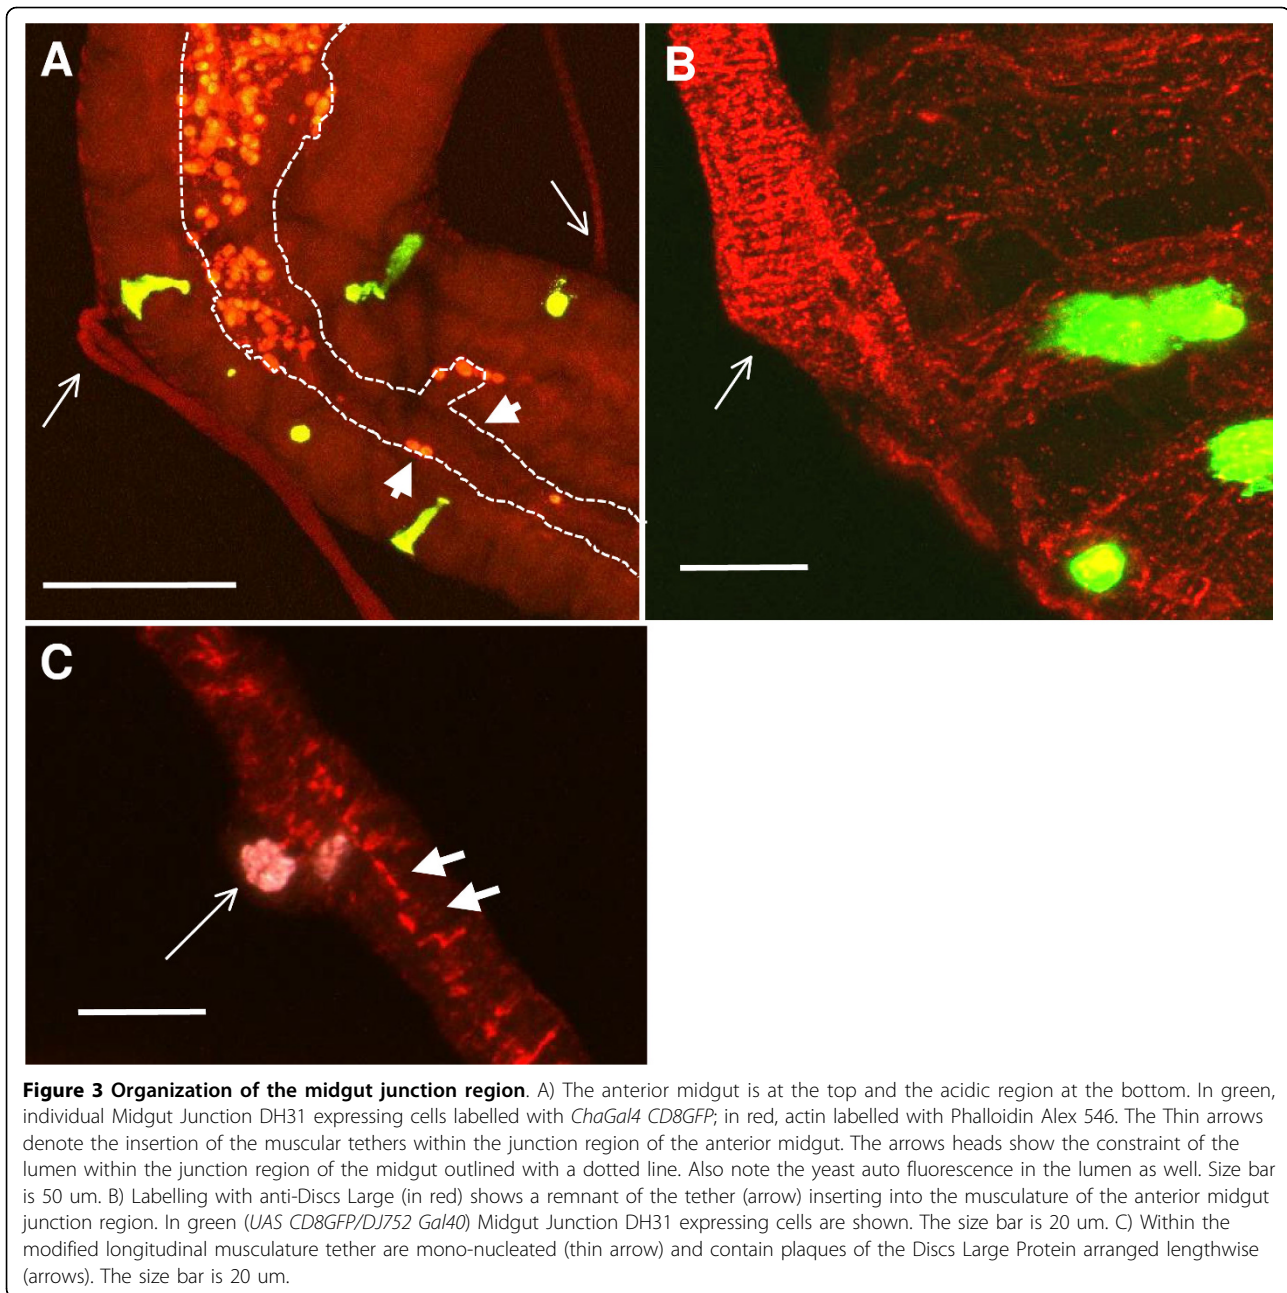 A
B
C
Figure 3 Organization of the midgut junction region. A) The anterior midgut is at the top and the acidic region at the bottom. In green,
individual Midgut Junction DH31 expressing cells labelled with ChaGal4 CD8GFP; in red, actin labelled with Phalloidin Alex 546. The Thin arrows
denote the insertion of the muscular tethers within the junction region of the anterior midgut. The arrows heads show the constraint of the
lumen within the junction region of the midgut outlined with a dotted line. Also note the yeast auto fluorescence in the lumen as well. Size bar
is 50 um. B) Labelling with anti-Discs Large (in red) shows a remnant of the tether (arrow) inserting into the musculature of the anterior midgut
junction region. In green (UAS CD8GFP/DJ752 Gal40) Midgut Junction DH31 expressing cells are shown. The size bar is 20 um. C) Within the
modified longitudinal musculature tether are mono-nucleated (thin arrow) and contain plaques of the Discs Large Protein arranged lengthwise
(arrows). The size bar is 20 um.